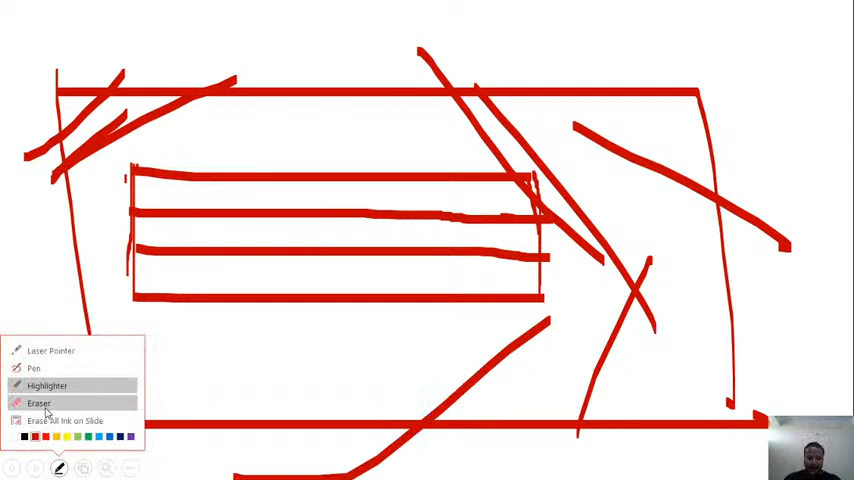 Laser Pointer
Pen
Highlighter
Eraser
Erase All Ink on Slide